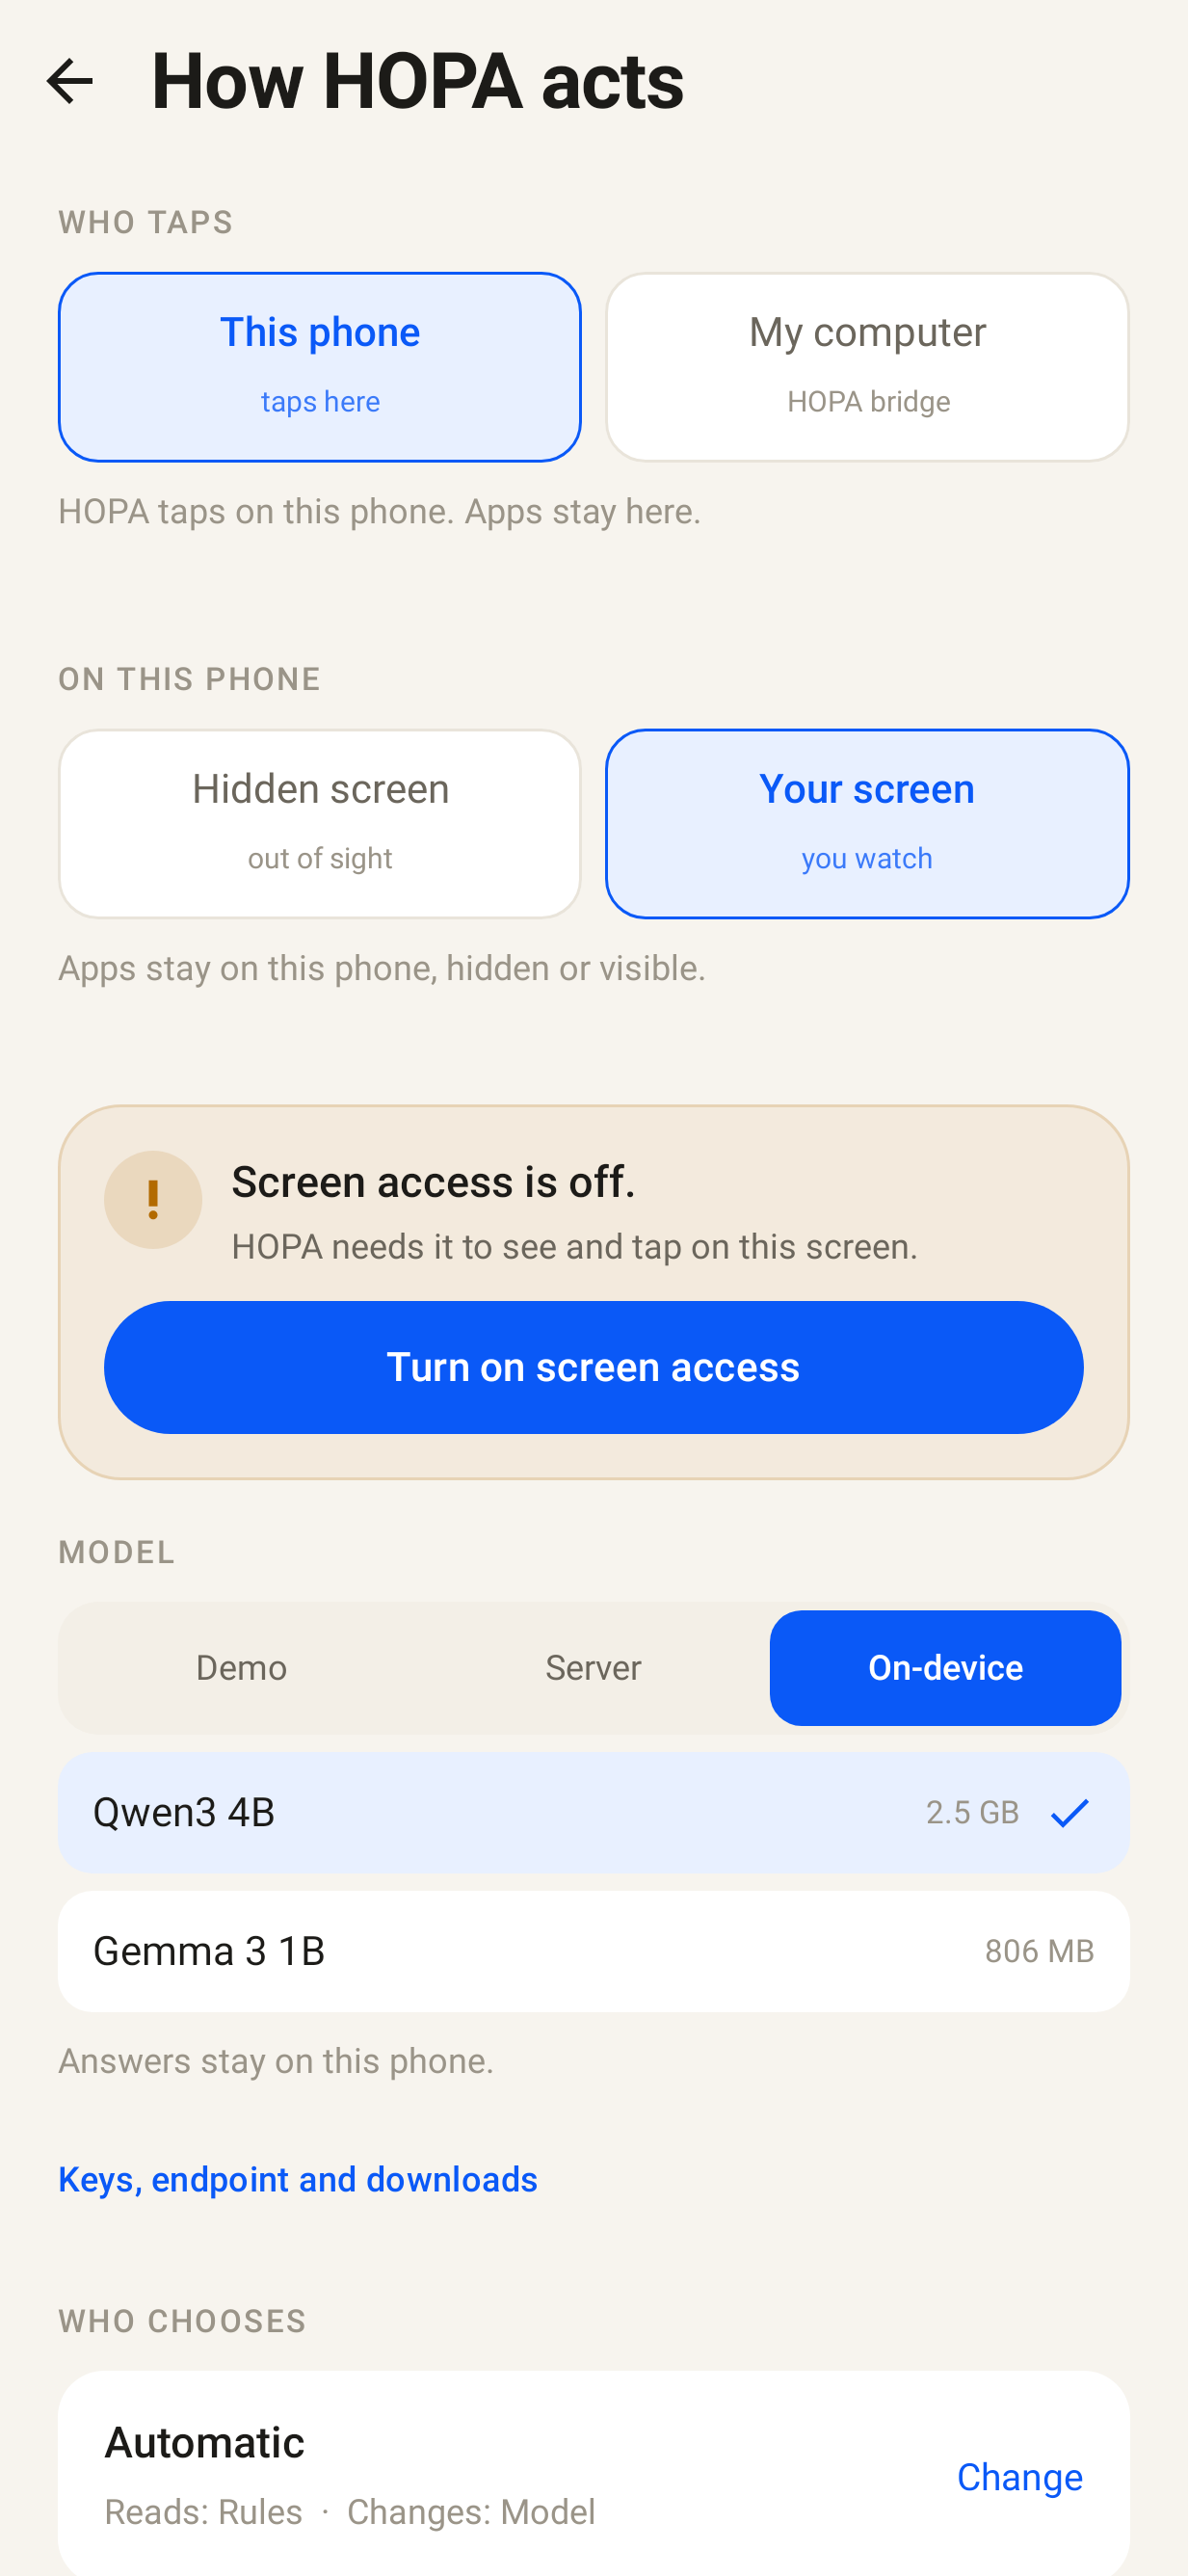 How HOPA acts
WHO TAPS
This phone
taps here
My computer
HOPA bridge
HOPA taps on this phone. Apps stay here.
ON THIS PHONE
Hidden screen
out of sight
Your screen
you watch
Apps stay on this phone, hidden or visible.
Screen access is off.
HOPA needs it to see and tap on this screen.
Turn on screen access
MODEL
Demo
Server
On-device
Qwen3 4B
2.5 GB
Gemma 3 1B
806 MB
Answers stay on this phone.
Keys, endpoint and downloads
WHO CHOOSES
Automatic
Reads: Rules · Changes: Model
Change